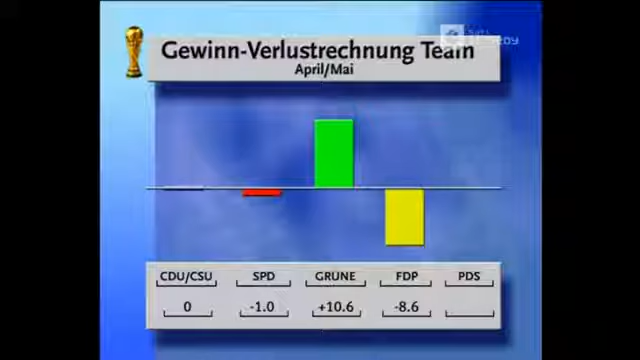 Gewinn-Verlustrechnung Team
April/Mai
CDU/CSU SPD GRÜNE FDP PDS
0 -1.0 +10.6 -8.6